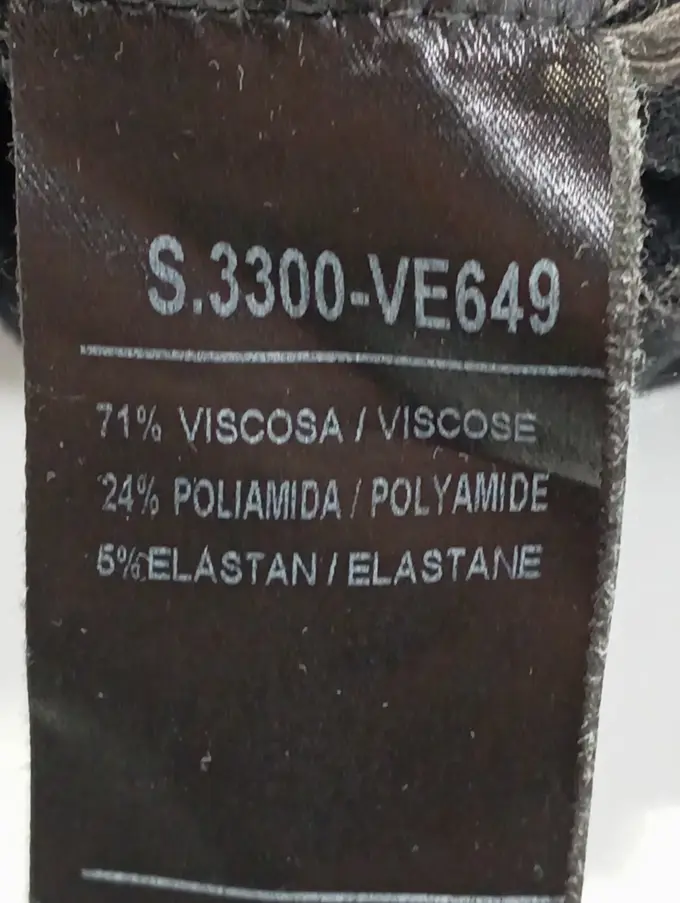 S.3300-VE649
71% VISCOSA / VISCOSE
24% POLIAMIDA / POLYAMIDE
5% ELASTAN / ELASTANE